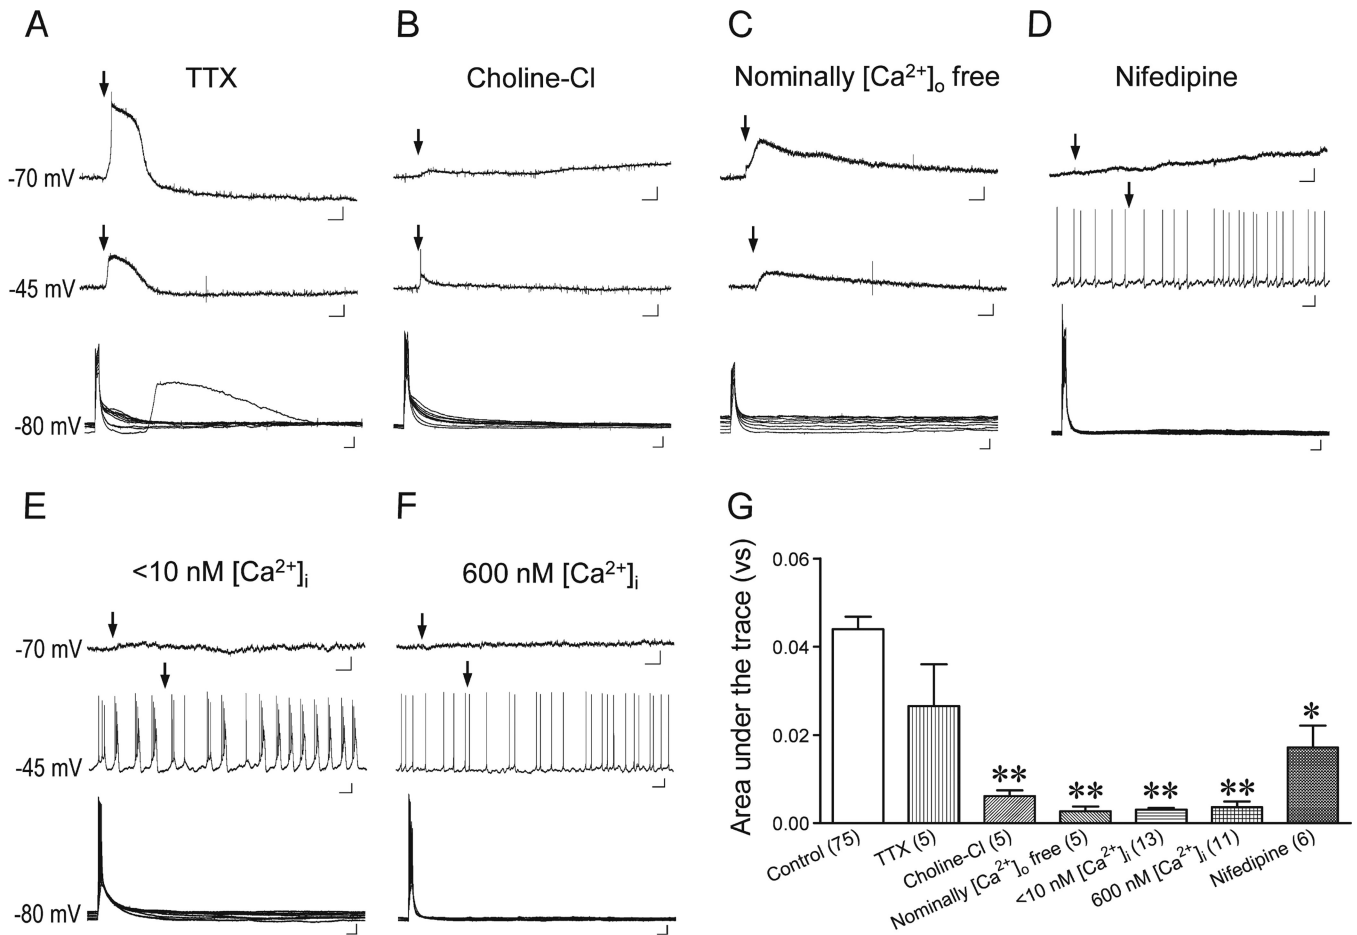 A
TTX
-70 mV
-45 mV
-80 mV
B
Choline-Cl
C
Nominally [Ca²⁺]ₒ free
D
Nifedipine
E
<10 nM [Ca²⁺]ᵢ
-70 mV
-45 mV
-80 mV
F
600 nM [Ca²⁺]ᵢ
G
Area under the trace (vs)
0.06
0.04
0.02
0.00
**
**
**
**
*
Control (75)
TTX (5)
Choline-Cl (5)
Nominally [Ca²⁺]ₒ free (5)
<10 nM [Ca²⁺]ᵢ (13)
600 nM [Ca²⁺]ᵢ (11)
Nifedipine (6)